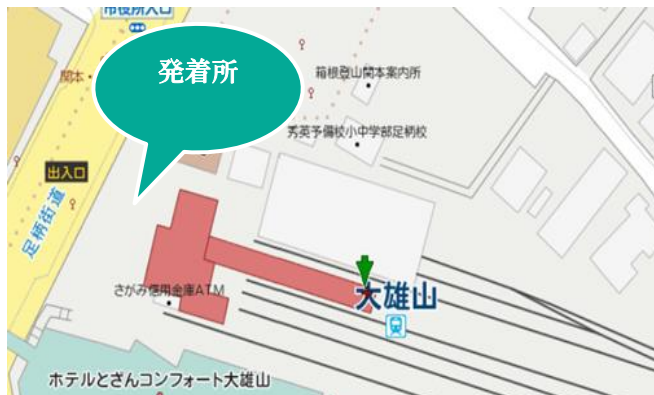 市役所入口
発着所
関本
箱根登山関本案内所
秀英予備校小中学部足柄校
出入口
足柄街道
さがみ信用金庫ATM
大雄山
ホテルとざんコンフォート大雄山